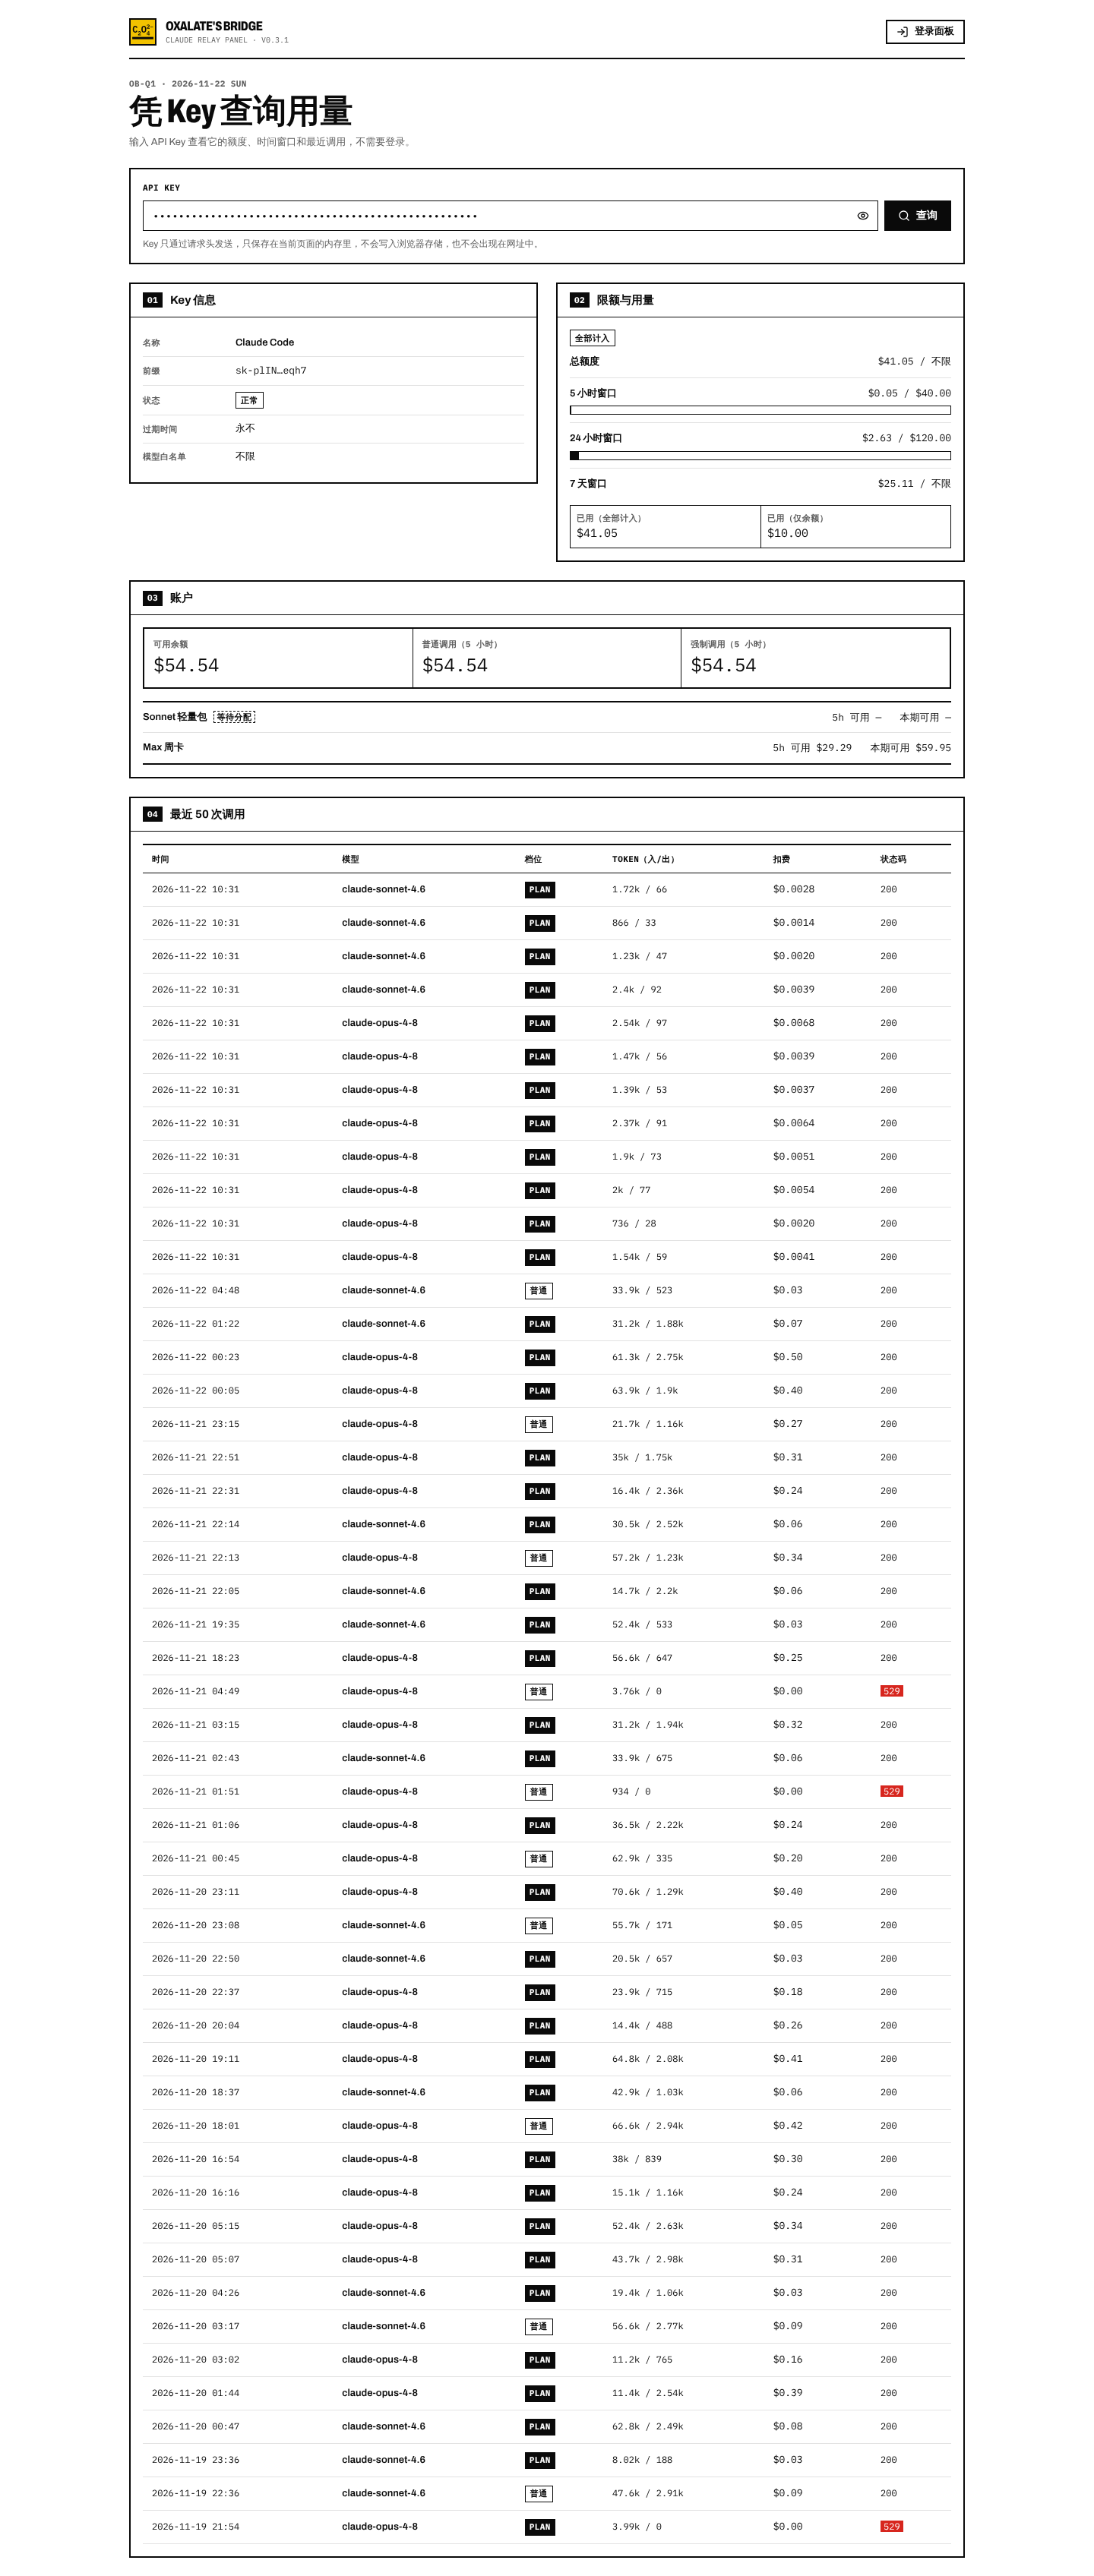 C₂O₄²⁻
OXALATE'S BRIDGE
CLAUDE RELAY PANEL · V0.3.1
登录面板
OB-Q1 · 2026-11-22 SUN
凭 Key 查询用量
输入 API Key 查看它的额度、时间窗口和最近调用，不需要登录。
API KEY
查询
Key 只通过请求头发送，只保存在当前页面的内存里，不会写入浏览器存储，也不会出现在网址中。
01 Key 信息
名称 Claude Code
前缀 sk-plIN…eqh7
状态 正常
过期时间 永不
模型白名单 不限
02 限额与用量
全部计入
总额度 $41.05 / 不限
5 小时窗口 $0.05 / $40.00
24 小时窗口 $2.63 / $120.00
7 天窗口 $25.11 / 不限
已用（全部计入） 已用（仅余额）
$41.05 $10.00
03 账户
可用余额 普通调用（5 小时） 强制调用（5 小时）
$54.54 $54.54 $54.54
Sonnet 轻量包 等待分配 5h 可用 — 本期可用 —
Max 周卡 5h 可用 $29.29 本期可用 $59.95
04 最近 50 次调用
时间 模型 档位 TOKEN（入/出） 扣费 状态码
2026-11-22 10:31 claude-sonnet-4.6 PLAN 1.72k / 66 $0.0028 200
2026-11-22 10:31 claude-sonnet-4.6 PLAN 866 / 33 $0.0014 200
2026-11-22 10:31 claude-sonnet-4.6 PLAN 1.23k / 47 $0.0020 200
2026-11-22 10:31 claude-sonnet-4.6 PLAN 2.4k / 92 $0.0039 200
2026-11-22 10:31 claude-opus-4-8 PLAN 2.54k / 97 $0.0068 200
2026-11-22 10:31 claude-opus-4-8 PLAN 1.47k / 56 $0.0039 200
2026-11-22 10:31 claude-opus-4-8 PLAN 1.39k / 53 $0.0037 200
2026-11-22 10:31 claude-opus-4-8 PLAN 2.37k / 91 $0.0064 200
2026-11-22 10:31 claude-opus-4-8 PLAN 1.9k / 73 $0.0051 200
2026-11-22 10:31 claude-opus-4-8 PLAN 2k / 77 $0.0054 200
2026-11-22 10:31 claude-opus-4-8 PLAN 736 / 28 $0.0020 200
2026-11-22 10:31 claude-opus-4-8 PLAN 1.54k / 59 $0.0041 200
2026-11-22 04:48 claude-sonnet-4.6 普通 33.9k / 523 $0.03 200
2026-11-22 01:22 claude-sonnet-4.6 PLAN 31.2k / 1.88k $0.07 200
2026-11-22 00:23 claude-opus-4-8 PLAN 61.3k / 2.75k $0.50 200
2026-11-22 00:05 claude-opus-4-8 PLAN 63.9k / 1.9k $0.40 200
2026-11-21 23:15 claude-opus-4-8 普通 21.7k / 1.16k $0.27 200
2026-11-21 22:51 claude-opus-4-8 PLAN 35k / 1.75k $0.31 200
2026-11-21 22:31 claude-opus-4-8 PLAN 16.4k / 2.36k $0.24 200
2026-11-21 22:14 claude-sonnet-4.6 PLAN 30.5k / 2.52k $0.06 200
2026-11-21 22:13 claude-opus-4-8 普通 57.2k / 1.23k $0.34 200
2026-11-21 22:05 claude-sonnet-4.6 PLAN 14.7k / 2.2k $0.06 200
2026-11-21 19:35 claude-sonnet-4.6 PLAN 52.4k / 533 $0.03 200
2026-11-21 18:23 claude-opus-4-8 PLAN 56.6k / 647 $0.25 200
2026-11-21 04:49 claude-opus-4-8 普通 3.76k / 0 $0.00 529
2026-11-21 03:15 claude-opus-4-8 PLAN 31.2k / 1.94k $0.32 200
2026-11-21 02:43 claude-sonnet-4.6 PLAN 33.9k / 675 $0.06 200
2026-11-21 01:51 claude-opus-4-8 普通 934 / 0 $0.00 529
2026-11-21 01:06 claude-opus-4-8 PLAN 36.5k / 2.22k $0.24 200
2026-11-21 00:45 claude-opus-4-8 普通 62.9k / 335 $0.20 200
2026-11-20 23:11 claude-opus-4-8 PLAN 70.6k / 1.29k $0.40 200
2026-11-20 23:08 claude-sonnet-4.6 普通 55.7k / 171 $0.05 200
2026-11-20 22:50 claude-sonnet-4.6 PLAN 20.5k / 657 $0.03 200
2026-11-20 22:37 claude-opus-4-8 PLAN 23.9k / 715 $0.18 200
2026-11-20 20:04 claude-opus-4-8 PLAN 14.4k / 488 $0.26 200
2026-11-20 19:11 claude-opus-4-8 PLAN 64.8k / 2.08k $0.41 200
2026-11-20 18:37 claude-sonnet-4.6 PLAN 42.9k / 1.03k $0.06 200
2026-11-20 18:01 claude-opus-4-8 普通 66.6k / 2.94k $0.42 200
2026-11-20 16:54 claude-opus-4-8 PLAN 38k / 839 $0.30 200
2026-11-20 16:16 claude-opus-4-8 PLAN 15.1k / 1.16k $0.24 200
2026-11-20 05:15 claude-opus-4-8 PLAN 52.4k / 2.63k $0.34 200
2026-11-20 05:07 claude-opus-4-8 PLAN 43.7k / 2.98k $0.31 200
2026-11-20 04:26 claude-sonnet-4.6 PLAN 19.4k / 1.06k $0.03 200
2026-11-20 03:17 claude-sonnet-4.6 普通 56.6k / 2.77k $0.09 200
2026-11-20 03:02 claude-opus-4-8 PLAN 11.2k / 765 $0.16 200
2026-11-20 01:44 claude-opus-4-8 PLAN 11.4k / 2.54k $0.39 200
2026-11-20 00:47 claude-sonnet-4.6 PLAN 62.8k / 2.49k $0.08 200
2026-11-19 23:36 claude-sonnet-4.6 PLAN 8.02k / 188 $0.03 200
2026-11-19 22:36 claude-sonnet-4.6 普通 47.6k / 2.91k $0.09 200
2026-11-19 21:54 claude-opus-4-8 PLAN 3.99k / 0 $0.00 529